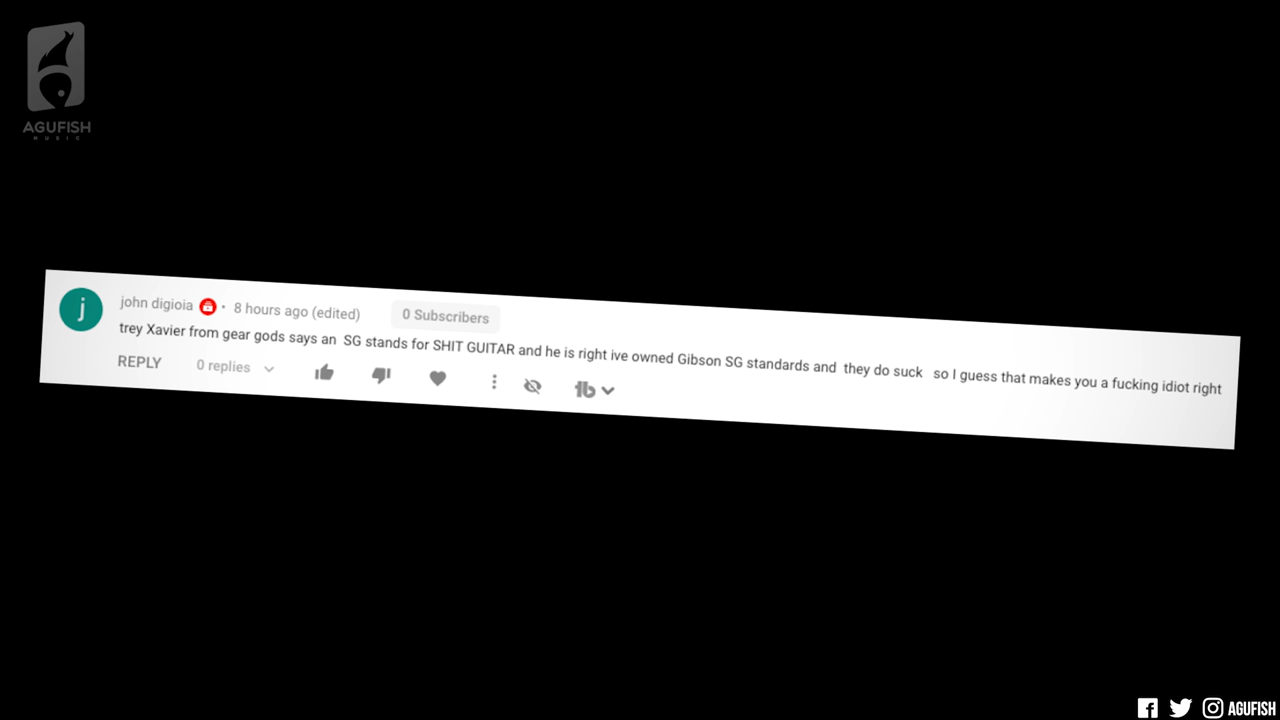 AGUFISH
MUSIC
j
john digioia • 8 hours ago (edited) 0 Subscribers
trey Xavier from gear gods says an  SG stands for SHIT GUITAR and he is right ive owned Gibson SG standards and  they do suck   so I guess that makes you a fucking idiot right
REPLY 0 replies
AGUFISH